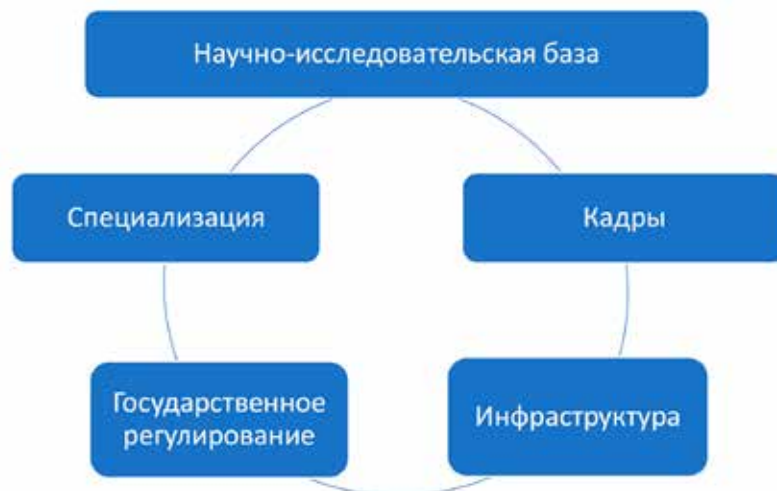 Научно-исследовательская база
Специализация
Кадры
Государственное
регулирование
Инфраструктура